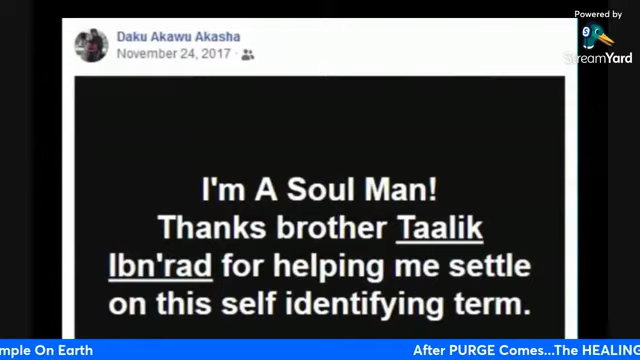 Powered by
StreamYard
Daku Akawu Akasha
November 24, 2017
I'm A Soul Man!
Thanks brother Taalik
Ibn'rad for helping me settle
on this self identifying term.
mple On Earth
After PURGE Comes...The HEALING